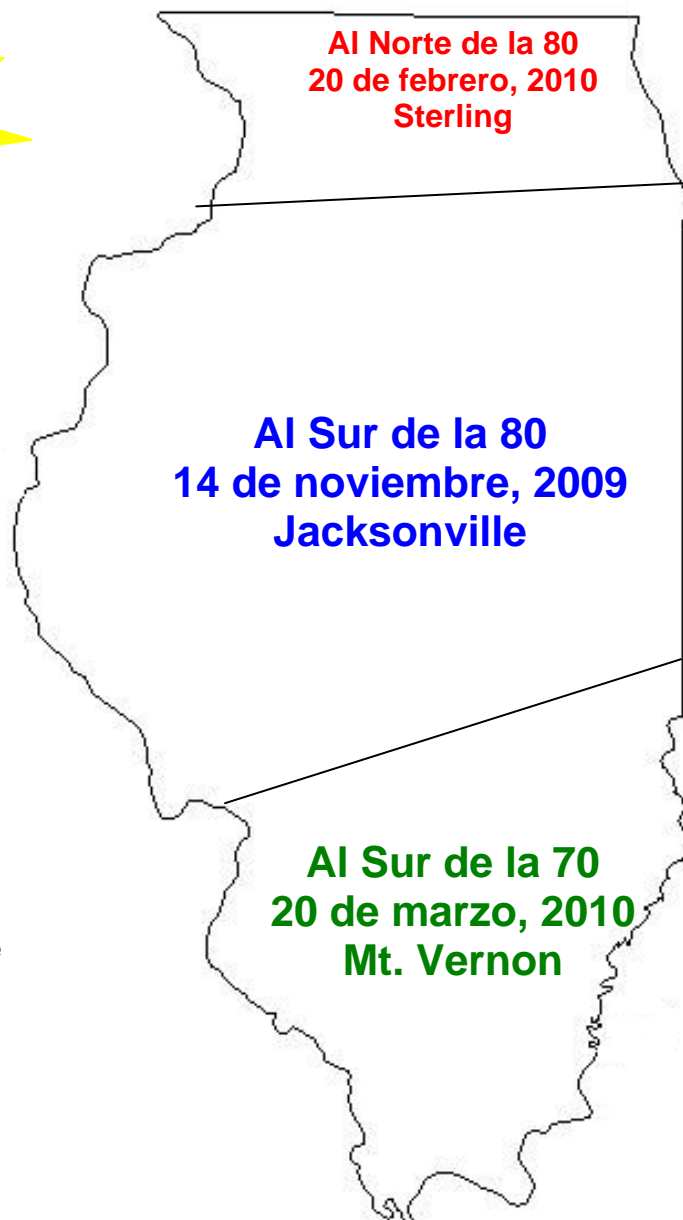 Al Norte de la 80
20 de febrero, 2010
Sterling
Al Sur de la 80
14 de noviembre, 2009
Jacksonville
Al Sur de la 70
20 de marzo, 2010
Mt. Vernon